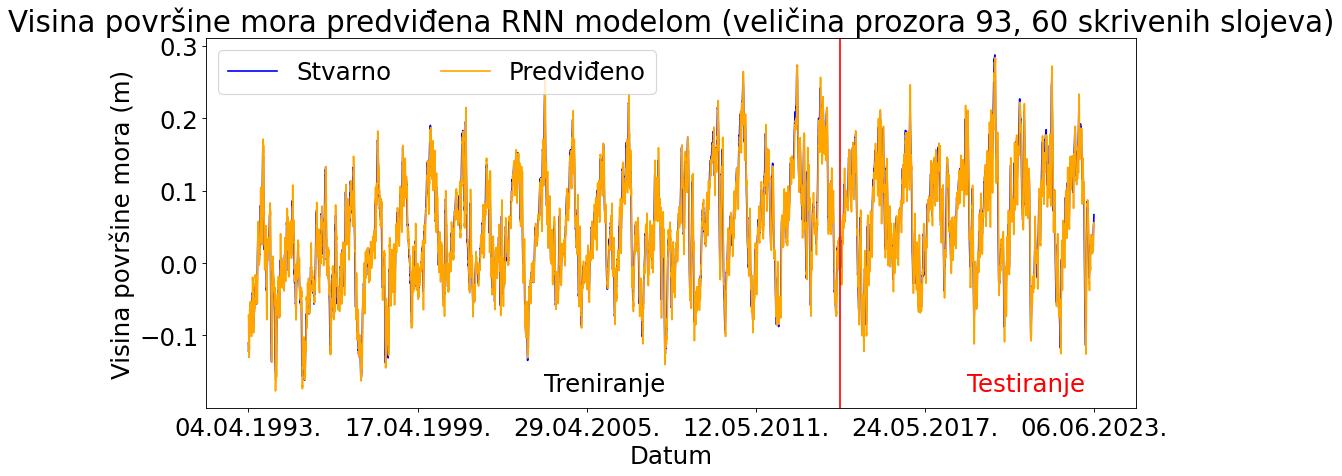 Visina površine mora predviđena RNN modelom (veličina prozora 93, 60 skrivenih slojeva)
Stvarno Predviđeno
Visina površine mora (m)
0.3
0.2
0.1
0.0
−0.1
Treniranje Testiranje
04.04.1993. 17.04.1999. 29.04.2005. 12.05.2011. 24.05.2017. 06.06.2023.
Datum